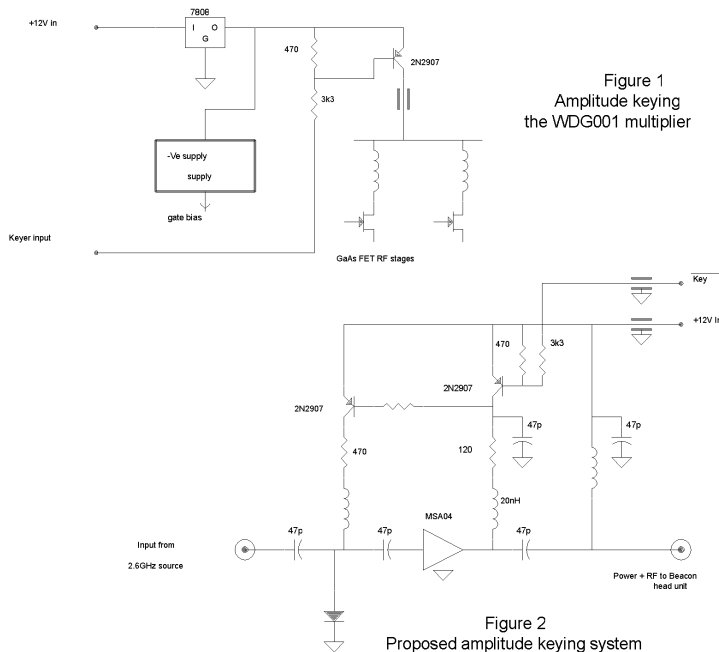 7808
+12V in
I O
G
470
2N2907
3k3
Figure 1
Amplitude keying
the WDG001 multiplier
-Ve supply
supply
gate bias
Keyer input
GaAs FET RF stages
Key
+12V In
470
3k3
2N2907
2N2907
47p
47p
470
120
20nH
MSA04
47p
47p
47p
Input from
2.6GHz source
Power + RF to Beacon
head unit
Figure 2
Proposed amplitude keying system